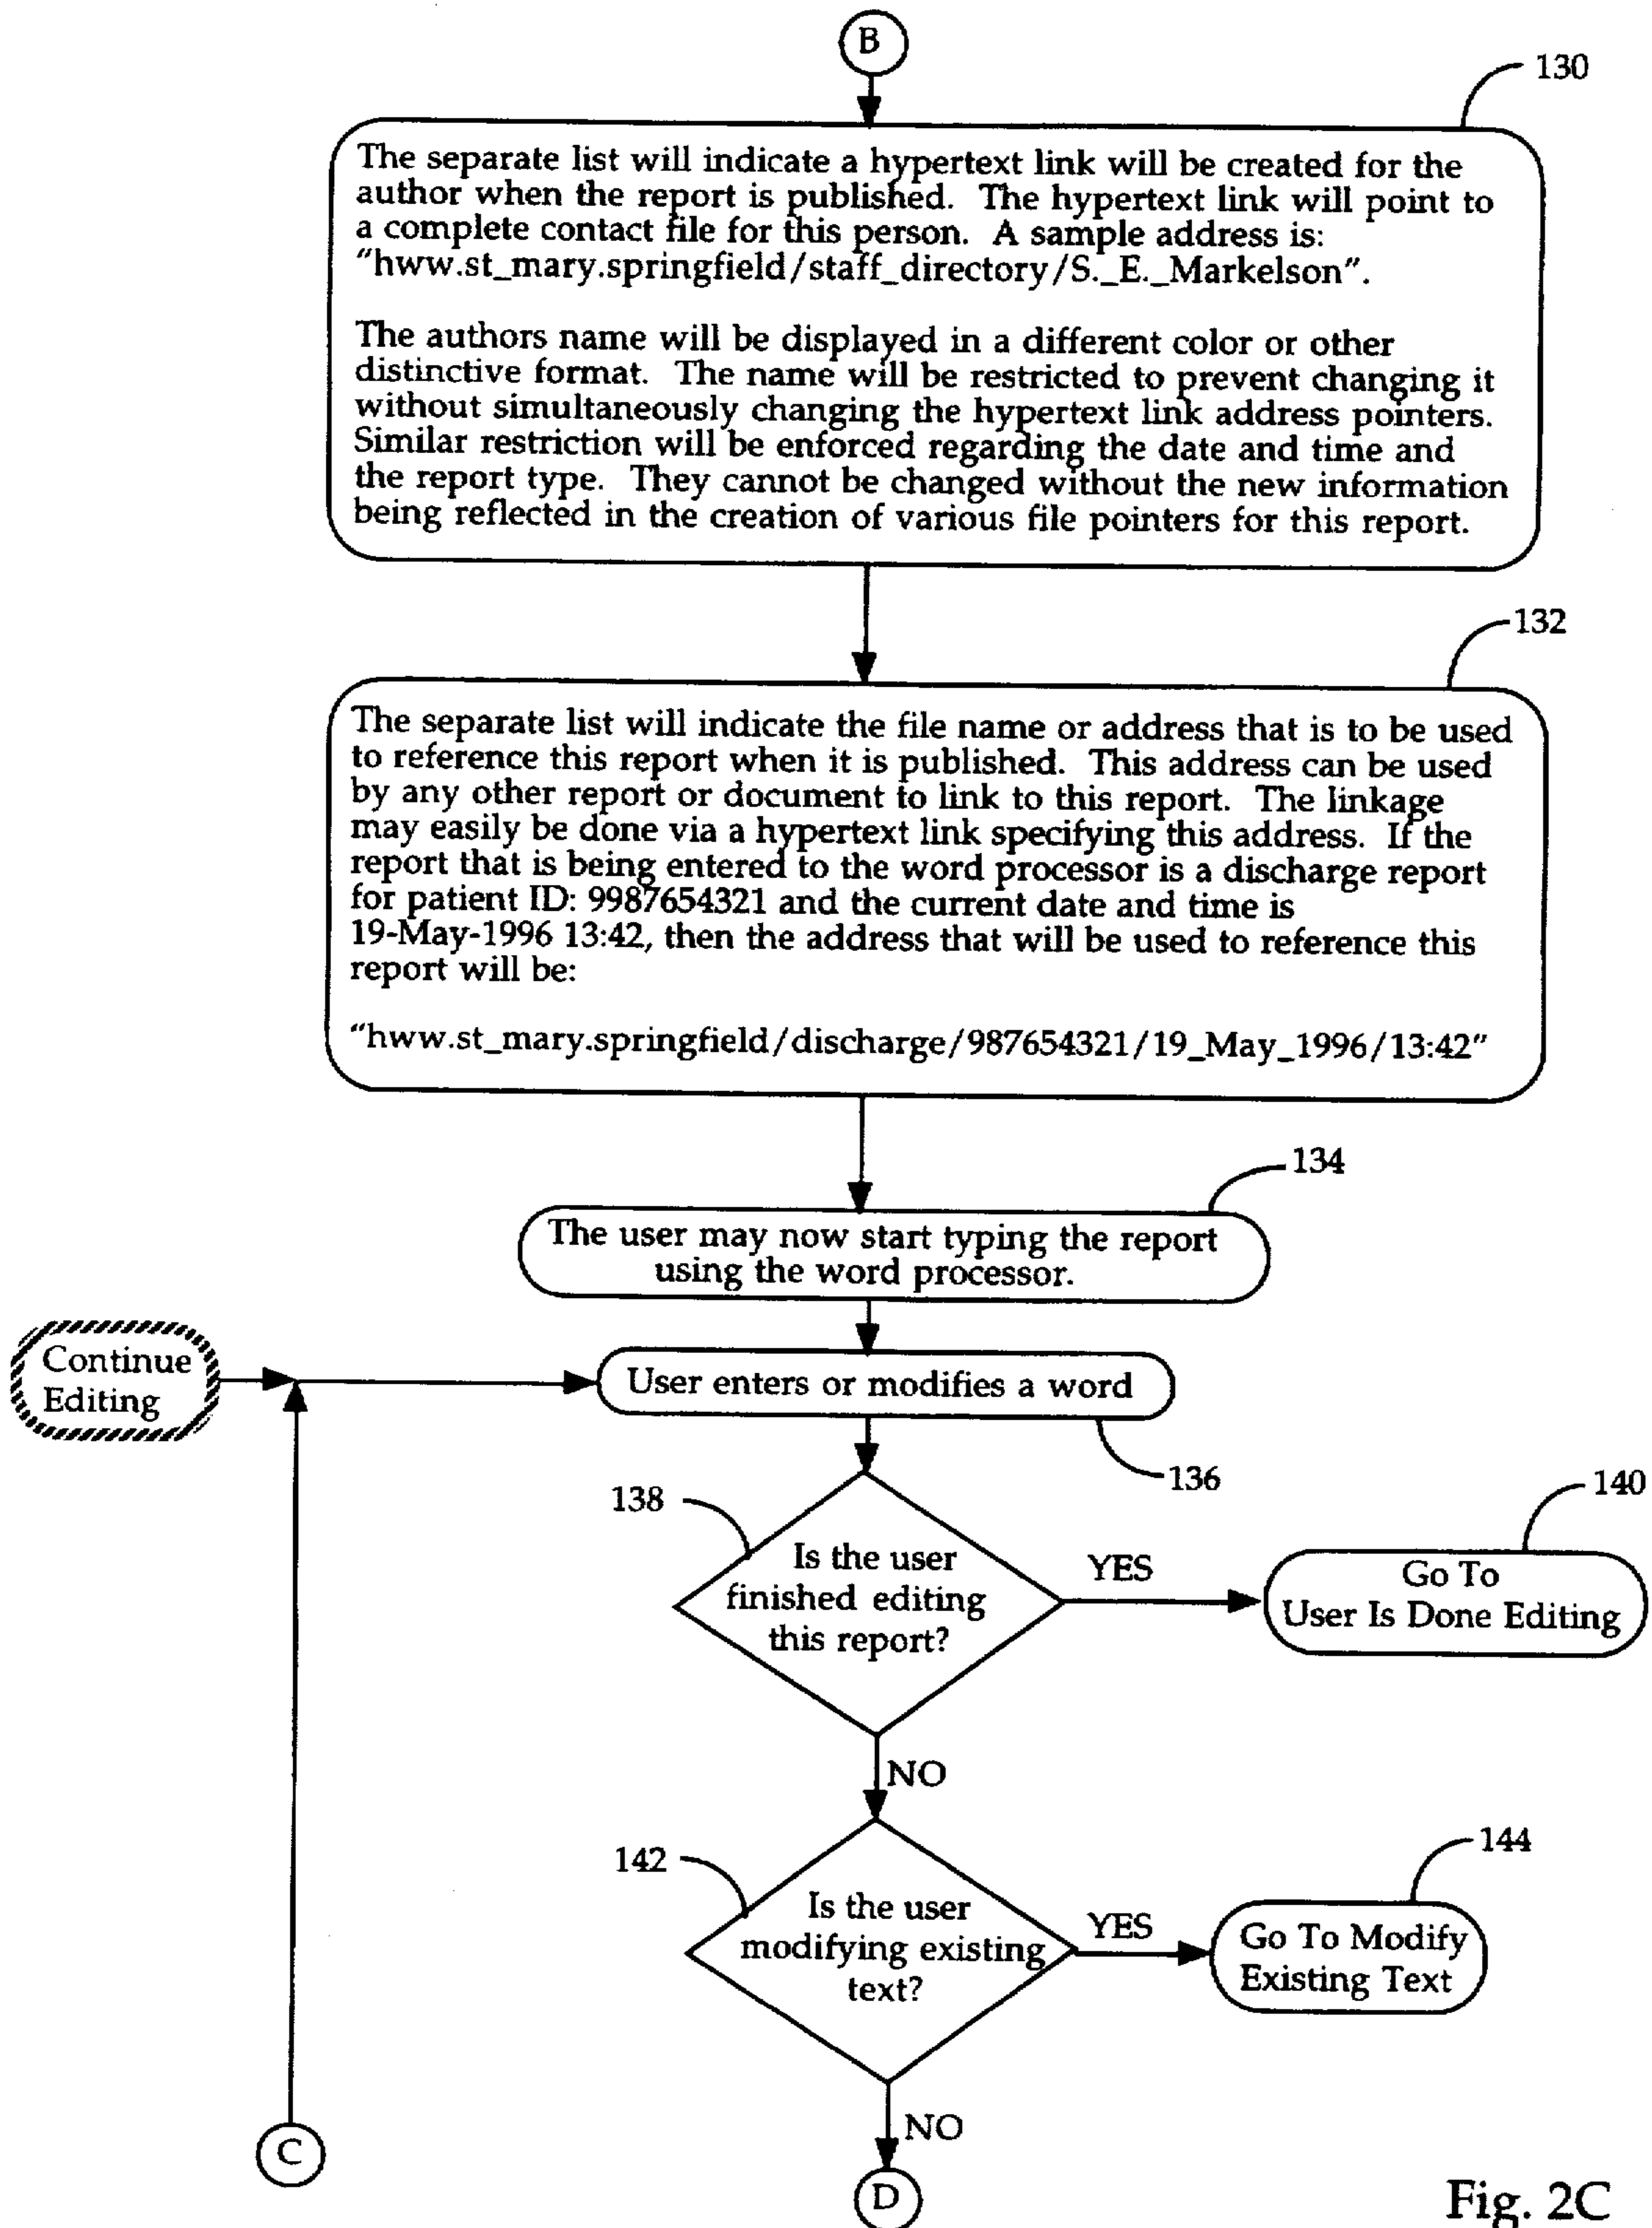 B
130
The separate list will indicate a hypertext link will be created for the
author when the report is published. The hypertext link will point to
a complete contact file for this person. A sample address is:
"hww.st_mary.springfield/staff_directory/S._E._Markelson".
The authors name will be displayed in a different color or other
distinctive format. The name will be restricted to prevent changing it
without simultaneously changing the hypertext link address pointers.
Similar restriction will be enforced regarding the date and time and
the report type. They cannot be changed without the new information
being reflected in the creation of various file pointers for this report.
132
The separate list will indicate the file name or address that is to be used
to reference this report when it is published. This address can be used
by any other report or document to link to this report. The linkage
may easily be done via a hypertext link specifying this address. If the
report that is being entered to the word processor is a discharge report
for patient ID: 9987654321 and the current date and time is
19-May-1996 13:42, then the address that will be used to reference this
report will be:
"hww.st_mary.springfield/discharge/987654321/19_May_1996/13:42"
134
The user may now start typing the report
using the word processor.
Continue
Editing
User enters or modifies a word
136
138
140
Is the user
finished editing
this report?
YES
Go To
User Is Done Editing
NO
142
144
Is the user
modifying existing
text?
YES
Go To Modify
Existing Text
NO
C
D
Fig. 2C